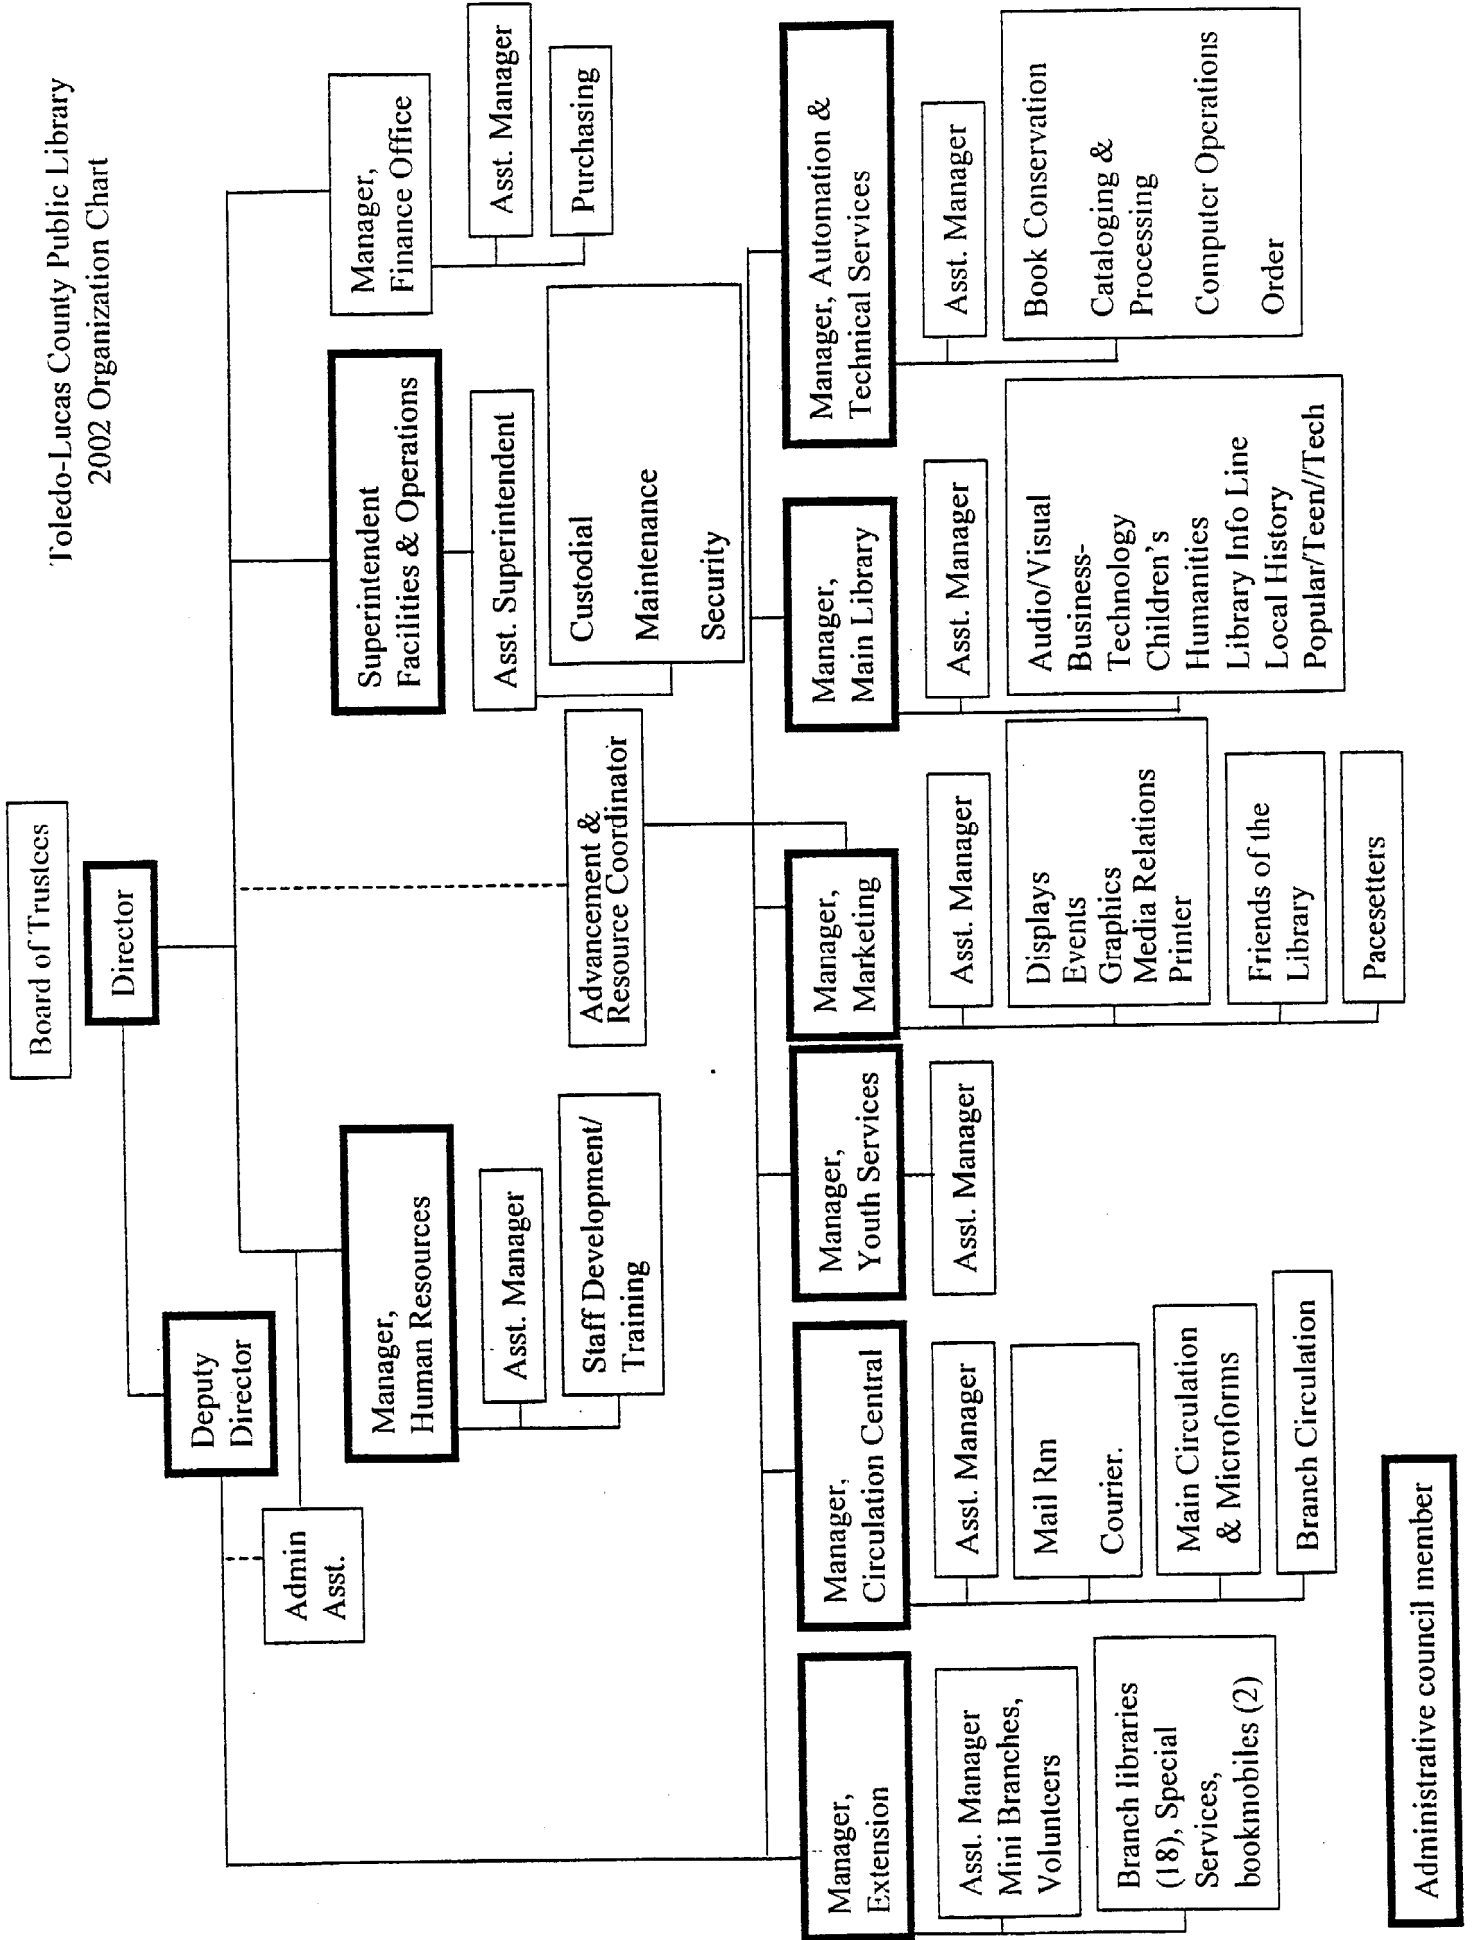 Toledo-Lucas County Public Library
2002 Organization Chart
Board of Trustees
Director
Deputy
Director
Admin
Asst.
Manager,
Human Resources
Asst. Manager
Staff Development/
Training
Advancement &
Resource Coordinator
Superintendent
Facilities & Operations
Asst. Superintendent
Custodial
Maintenance
Security
Manager,
Finance Office
Asst. Manager
Purchasing
Manager,
Extension
Asst. Manager
Mini Branches,
Volunteers
Branch libraries
(18), Special
Services,
bookmobiles (2)
Manager,
Circulation Central
Asst. Manager
Mail Rm
Courier.
Main Circulation
& Microforms
Branch Circulation
Manager,
Youth Services
Asst. Manager
Manager,
Marketing
Asst. Manager
Displays
Events
Graphics
Media Relations
Printer
Friends of the
Library
Pacesetters
Manager,
Main Library
Asst. Manager
Audio/Visual
Business-
Technology
Children's
Humanities
Library Info Line
Local History
Popular/Teen//Tech
Manager, Automation &
Technical Services
Asst. Manager
Book Conservation
Cataloging &
Processing
Computer Operations
Order
Administrative council member